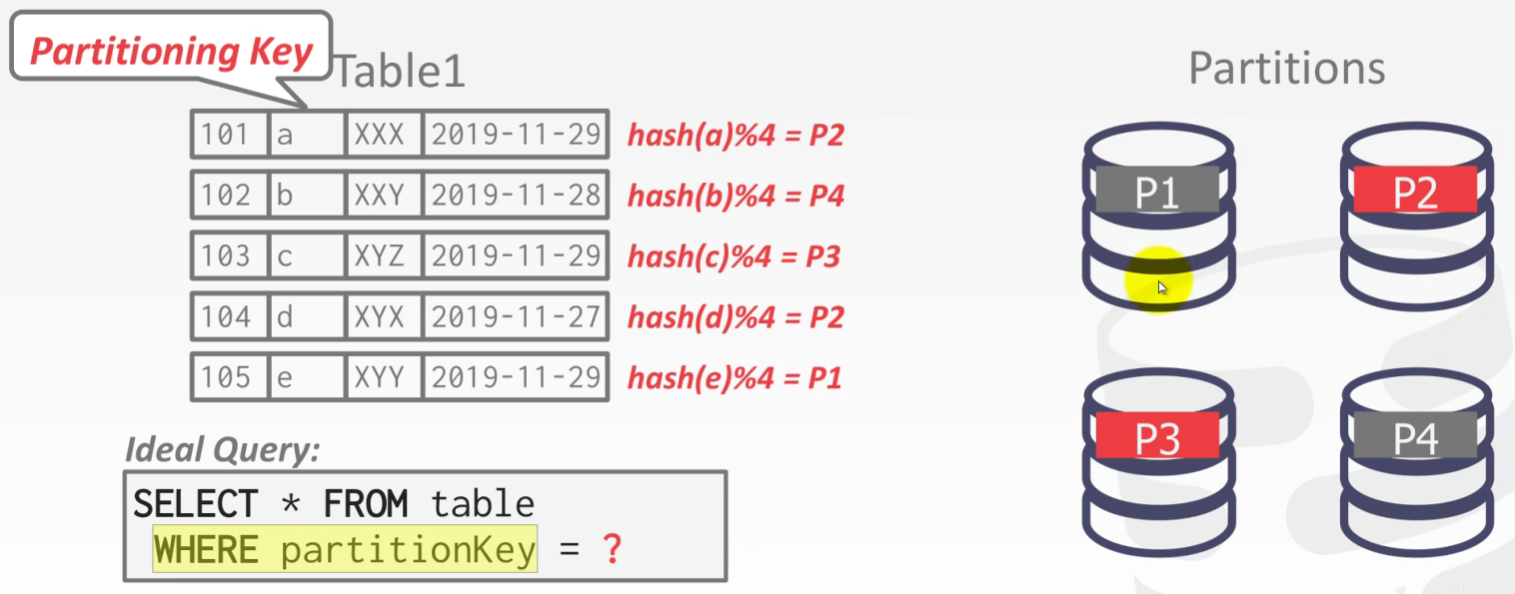 Partitioning Key
Table1
101 a XXX 2019-11-29 hash(a)%4 = P2
102 b XXY 2019-11-28 hash(b)%4 = P4
103 c XYZ 2019-11-29 hash(c)%4 = P3
104 d XYX 2019-11-27 hash(d)%4 = P2
105 e XYY 2019-11-29 hash(e)%4 = P1
Ideal Query:
SELECT * FROM table
WHERE partitionKey = ?
Partitions
P1 P2
P3 P4